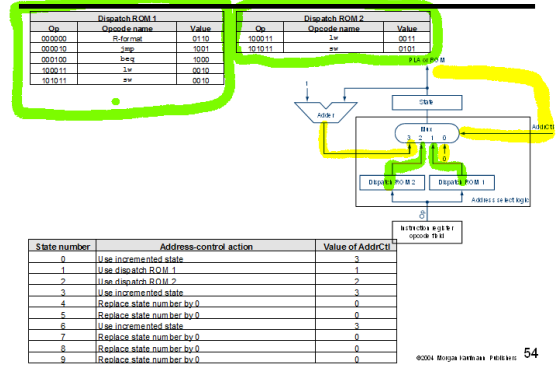 Dispatch ROM 1
Op Opcode name Value
000000 R-format 0110
000010 jmp 1001
000100 beq 1000
100011 lw 0010
101011 sw 0010
Dispatch ROM 2
Op Opcode name Value
100011 lw 0011
101011 sw 0101
PLA or ROM
1
State
Adder
Mux
AddrCtl
3 2 1 0
0
Dispatch ROM 2
Dispatch ROM 1
Address select logic
Instruction register
opcode field
State number Address-control action Value of AddrCtl
0 Use incremented state 3
1 Use dispatch ROM 1 1
2 Use dispatch ROM 2 2
3 Use incremented state 3
4 Replace state number by 0 0
5 Replace state number by 0 0
6 Use incremented state 3
7 Replace state number by 0 0
8 Replace state number by 0 0
9 Replace state number by 0 0
©2004 Morgan Kaufmann Publishers 54